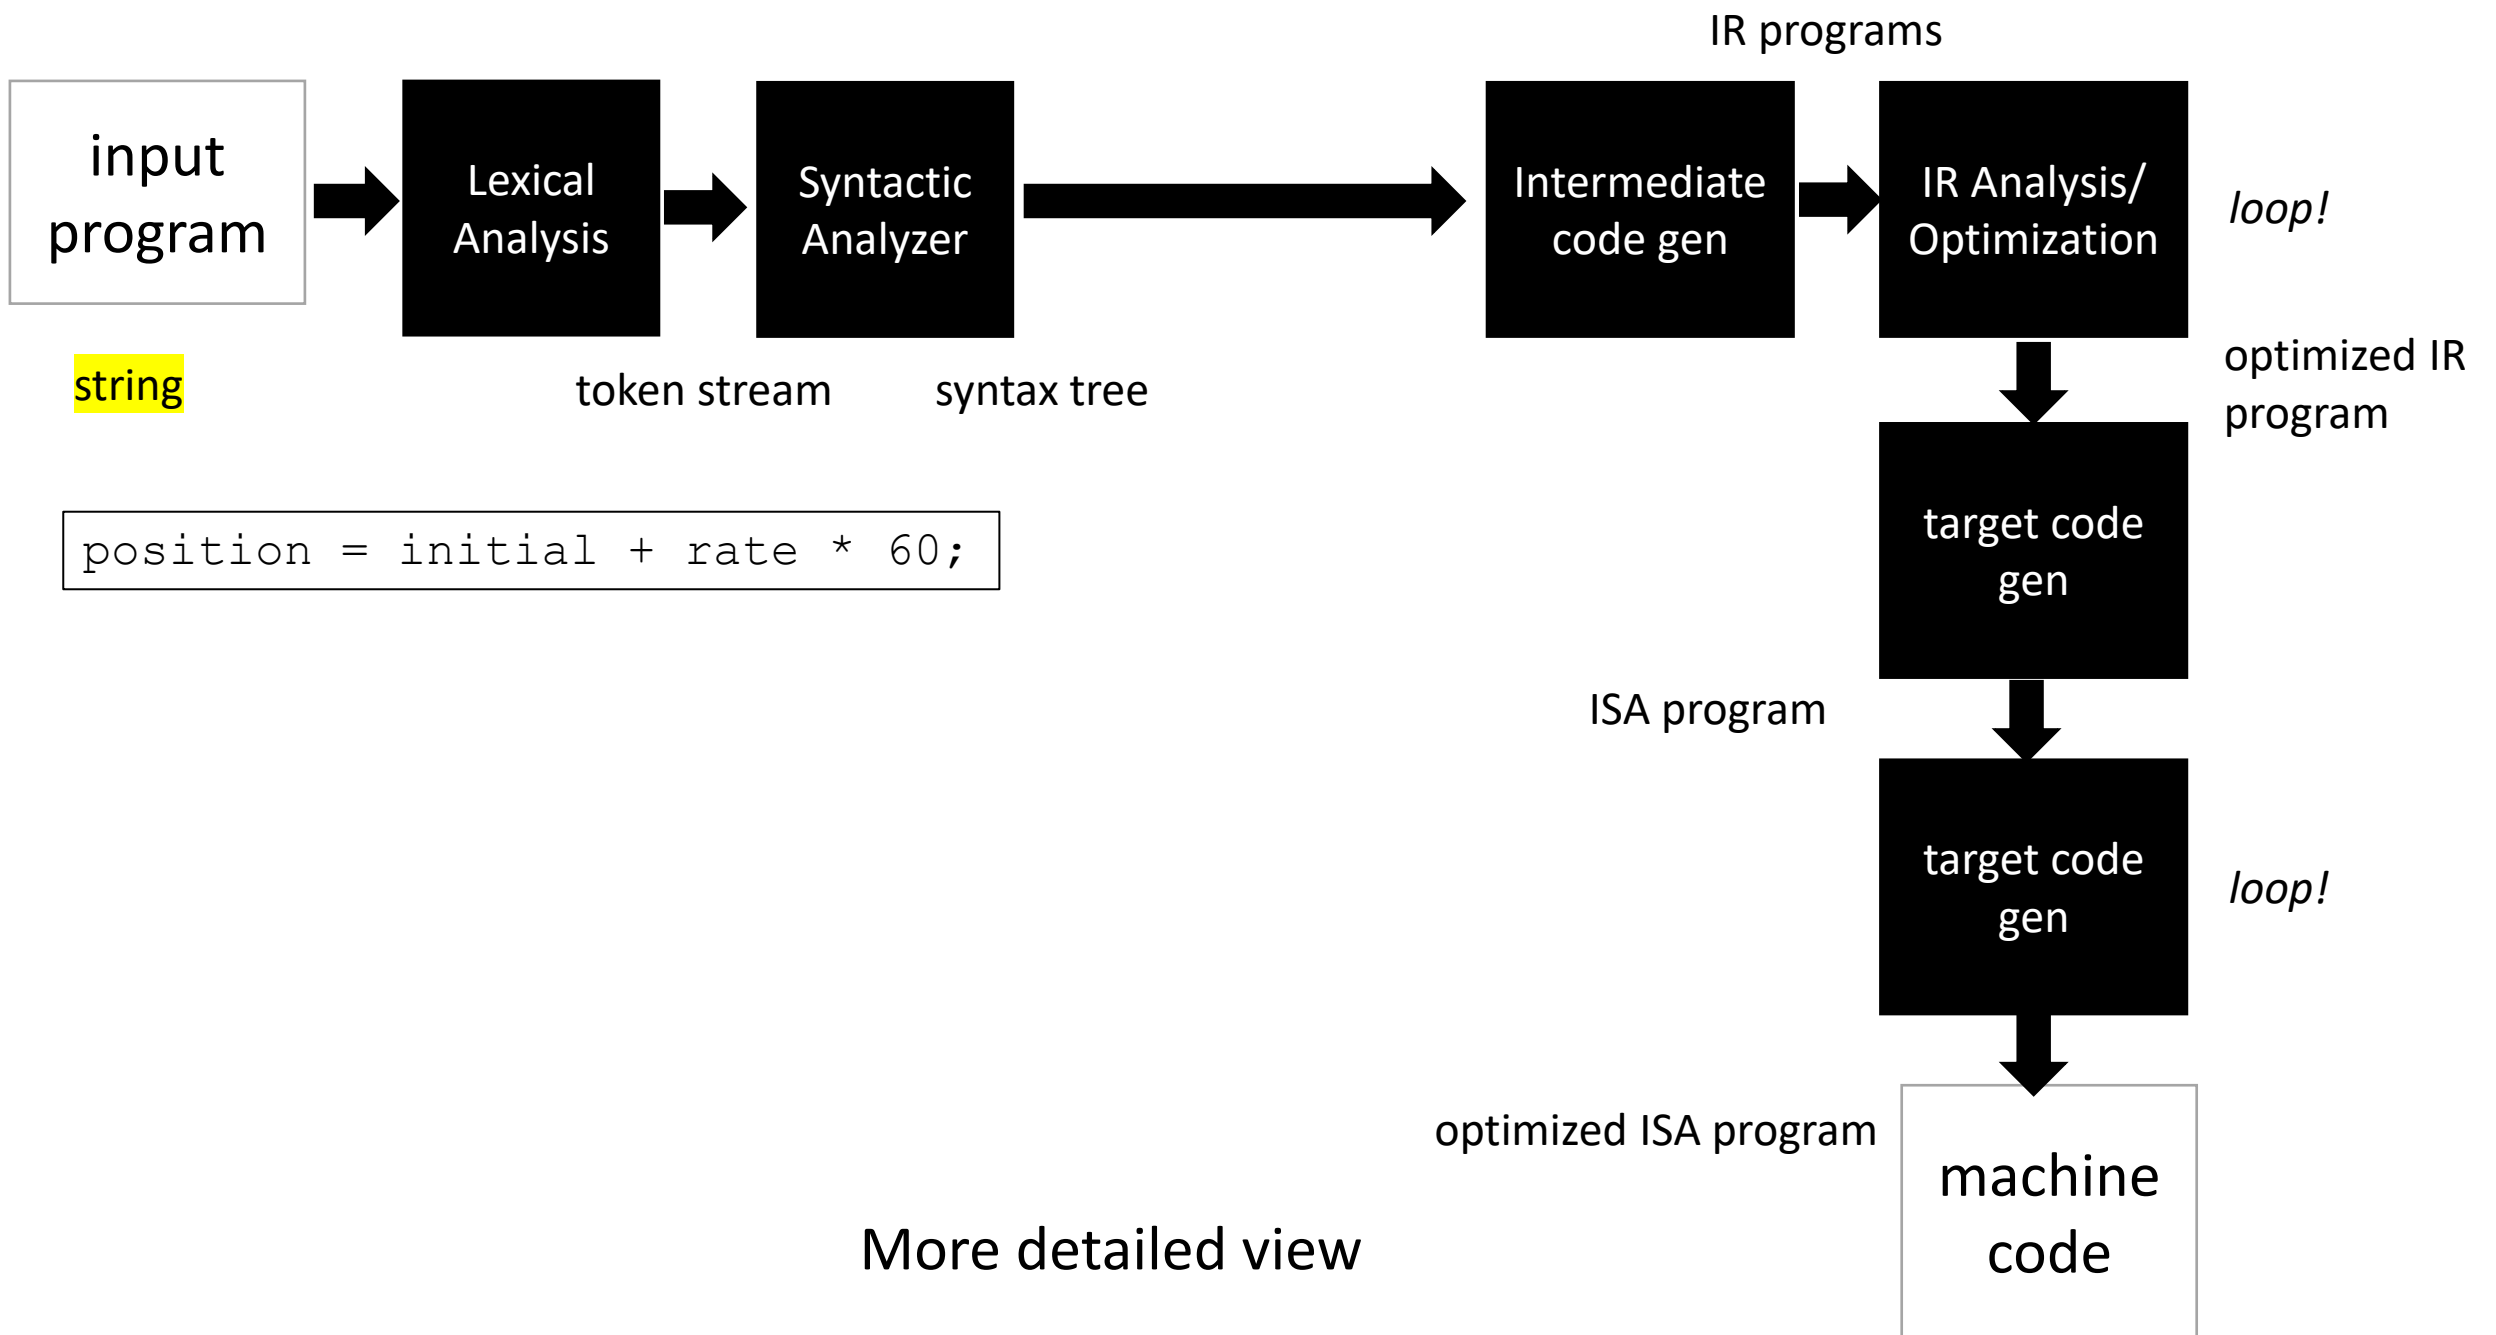 IR programs
input
program
Lexical
Analysis
Syntactic
Analyzer
Intermediate
code gen
IR Analysis/
Optimization
loop!
string
token stream
syntax tree
optimized IR
program
position = initial + rate * 60;
target code
gen
ISA program
target code
gen
loop!
optimized ISA program
machine
code
More detailed view